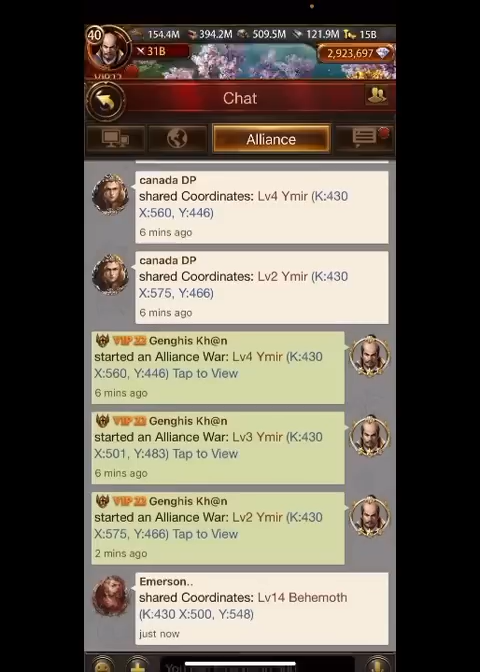 40
154.4M
394.2M
509.5M
121.9M
15B
31B
2,923,697
Chat
Alliance
canada DP
shared Coordinates: Lv4 Ymir (K:430
X:560, Y:446)
6 mins ago
canada DP
shared Coordinates: Lv2 Ymir (K:430
X:575, Y:466)
6 mins ago
Genghis Kh@n
started an Alliance War: Lv4 Ymir (K:430
X:560, Y:446) Tap to View
6 mins ago
Genghis Kh@n
started an Alliance War: Lv3 Ymir (K:430
X:501, Y:483) Tap to View
6 mins ago
Genghis Kh@n
started an Alliance War: Lv2 Ymir (K:430
X:575, Y:466) Tap to View
2 mins ago
Emerson..
shared Coordinates: Lv14 Behemoth
(K:430 X:500, Y:548)
just now